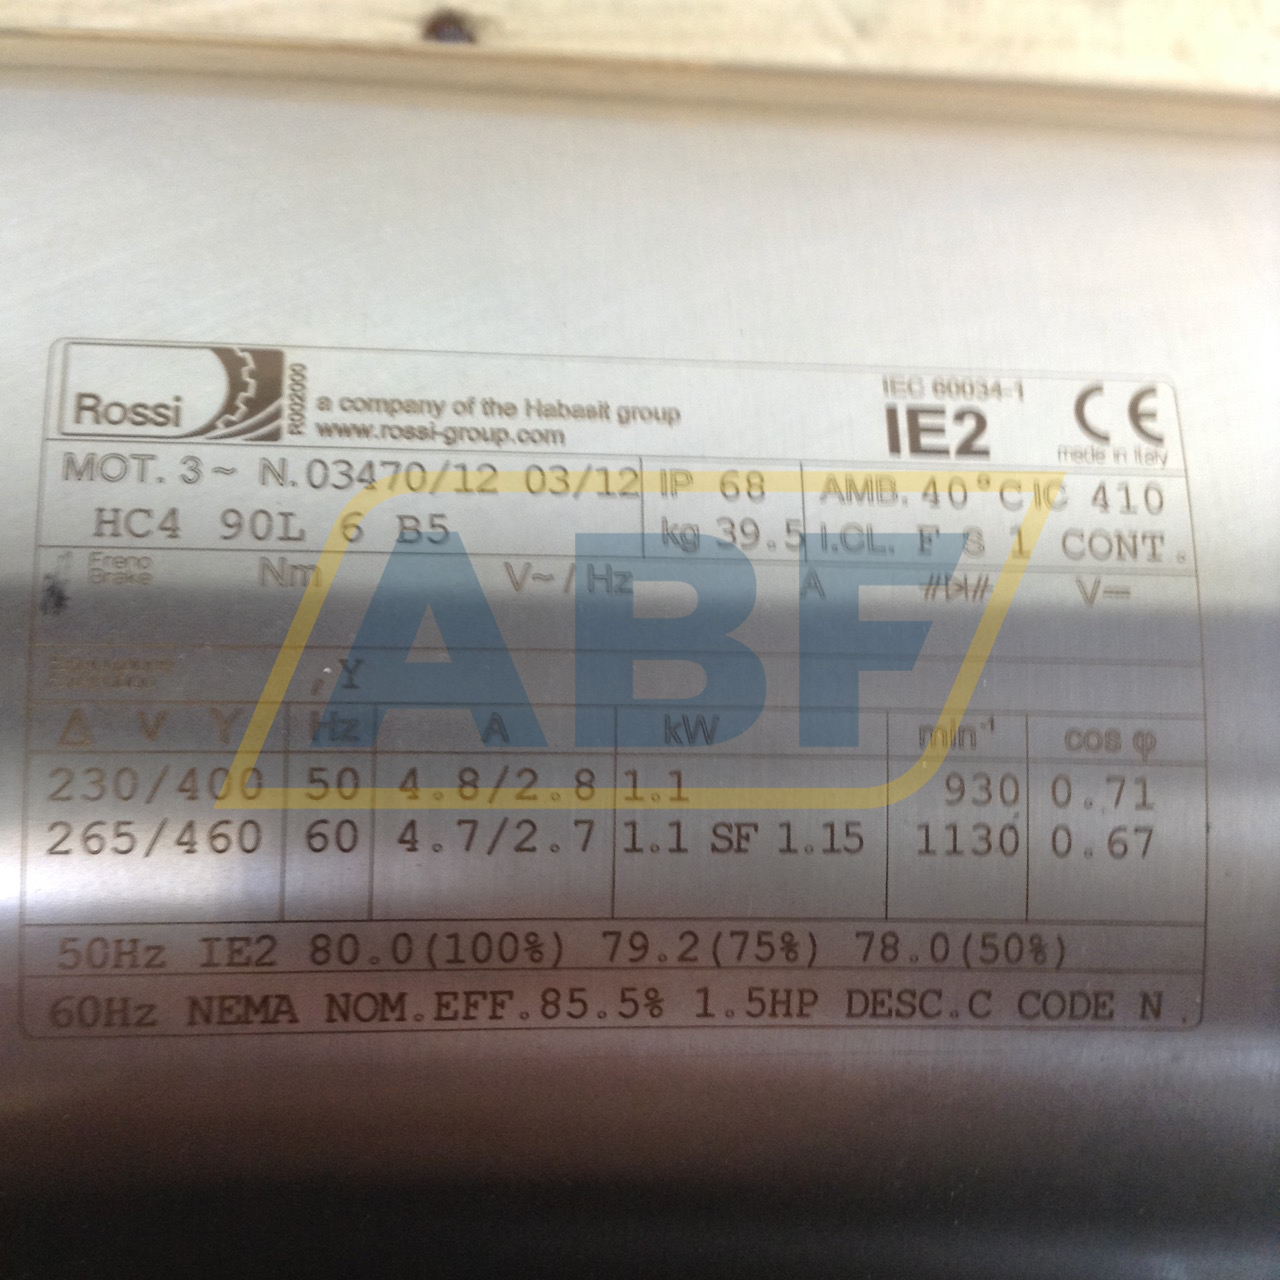 Rossi
R002000
a company of the Habasit group
www.rossi-group.com
IEC 60034-1
IE2
CE
made in Italy
MOT. 3~ N.03470/12 03/12 IP 68 AMB. 40°C IC 410
HC4 90L 6 B5 kg 39.5 I.CL. F S 1 CONT.
Freno
Brake Nm V~/Hz A V
, Y
Δ V Y Hz A kW min-1 cos φ
230/400 50 4.8/2.8 1.1 930 0.71
265/460 60 4.7/2.7 1.1 SF 1.15 1130 0.67
50Hz IE2 80.0(100%) 79.2(75%) 78.0(50%)
60Hz NEMA NOM.EFF.85.5% 1.5HP DES.C CODE N.
ABF